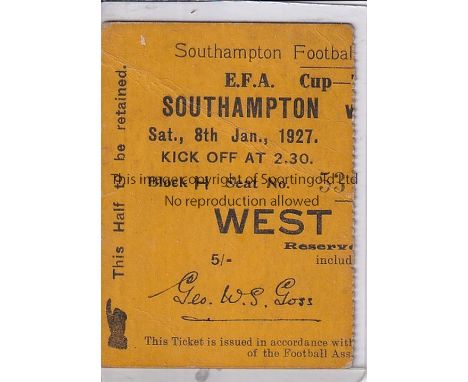 This Half to be retained.
Southampton Football
E.F.A. Cup—
SOUTHAMPTON v
Sat., 8th Jan., 1927.
KICK OFF AT 2.30.
This image copyright of Sportingold Ltd
Block H Seat No. 53
No reproduction allowed
WEST
Reserve
5/- includ
Geo. W. S. Goss
This Ticket is issued in accordance with
of the Football Ass